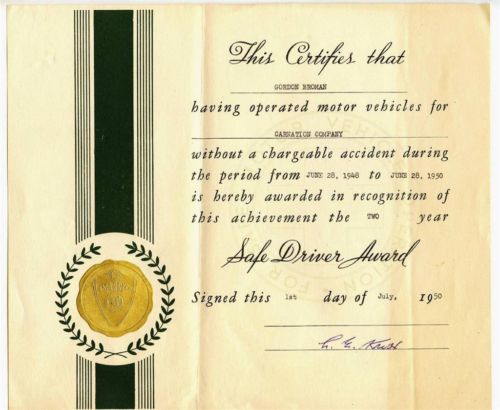 This Certifies that
GORDON BROMAN
having operated motor vehicles for
CARNATION COMPANY
without a chargeable accident during
the period from JUNE 28, 1948 to JUNE 28, 1950
is hereby awarded in recognition of
this achievement the TWO year
Safe Driver Award
Signed this 1st day of July, 1950